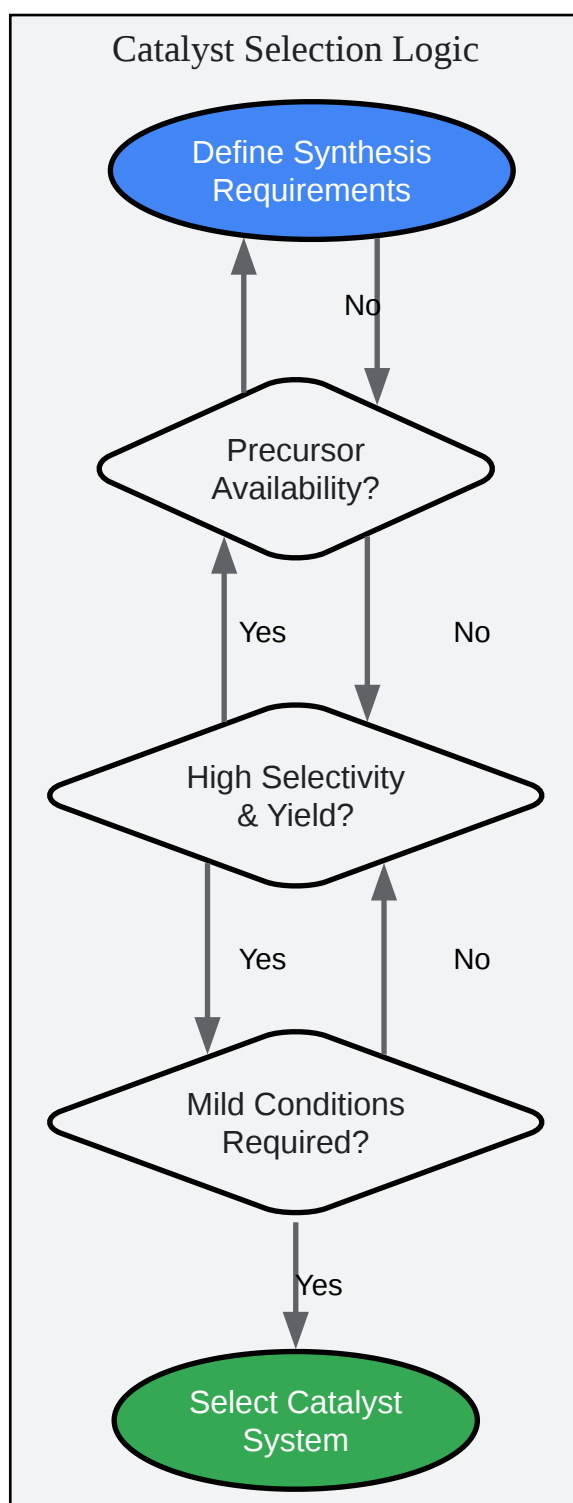 Catalyst Selection Logic
Define Synthesis
Requirements
No
Precursor
Availability?
Yes
No
High Selectivity
& Yield?
Yes
No
Mild Conditions
Required?
Yes
Select Catalyst
System